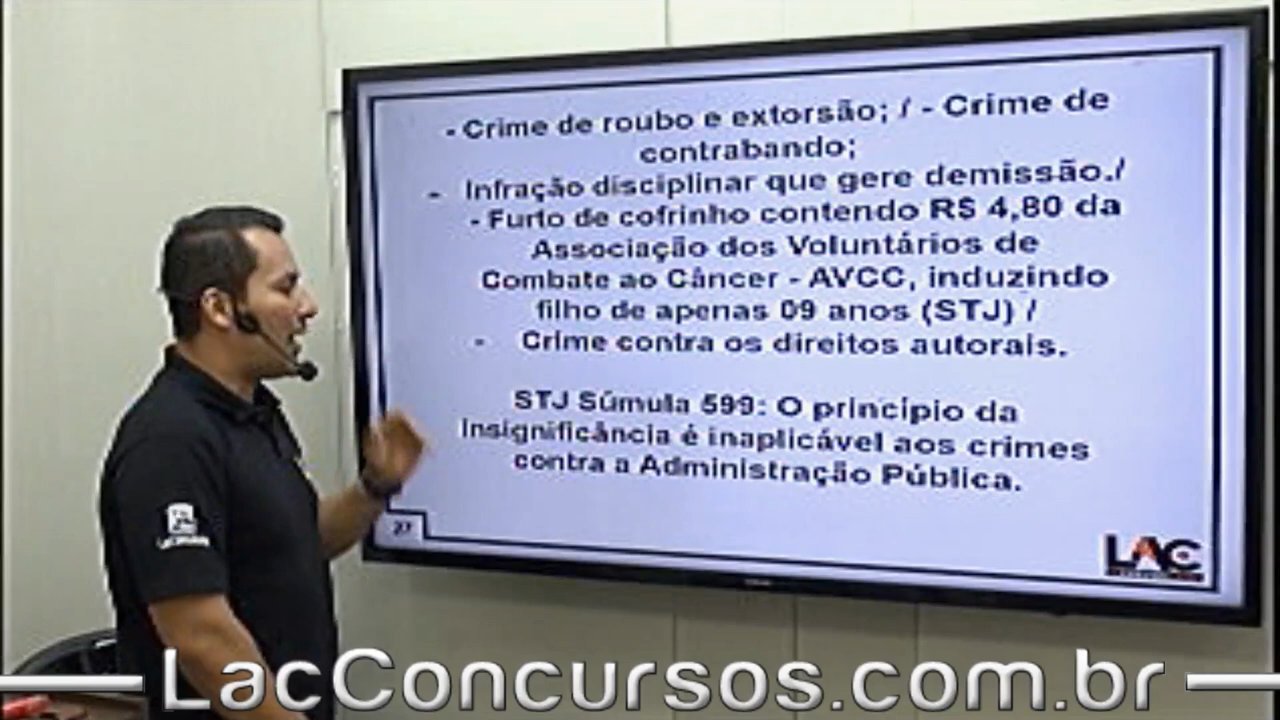 - Crime de roubo e extorsão; / - Crime de
contrabando;
- Infração disciplinar que gere demissão./
- Furto de cofrinho contendo R$ 4,80 da
Associação dos Voluntários de
Combate ao Câncer - AVCC, induzindo
filho de apenas 09 anos (STJ) /
- Crime contra os direitos autorais.
STJ Súmula 599: O princípio da
Insignificância é inaplicável aos crimes
contra a Administração Pública.
27
LAC
LacConcursos.com.br